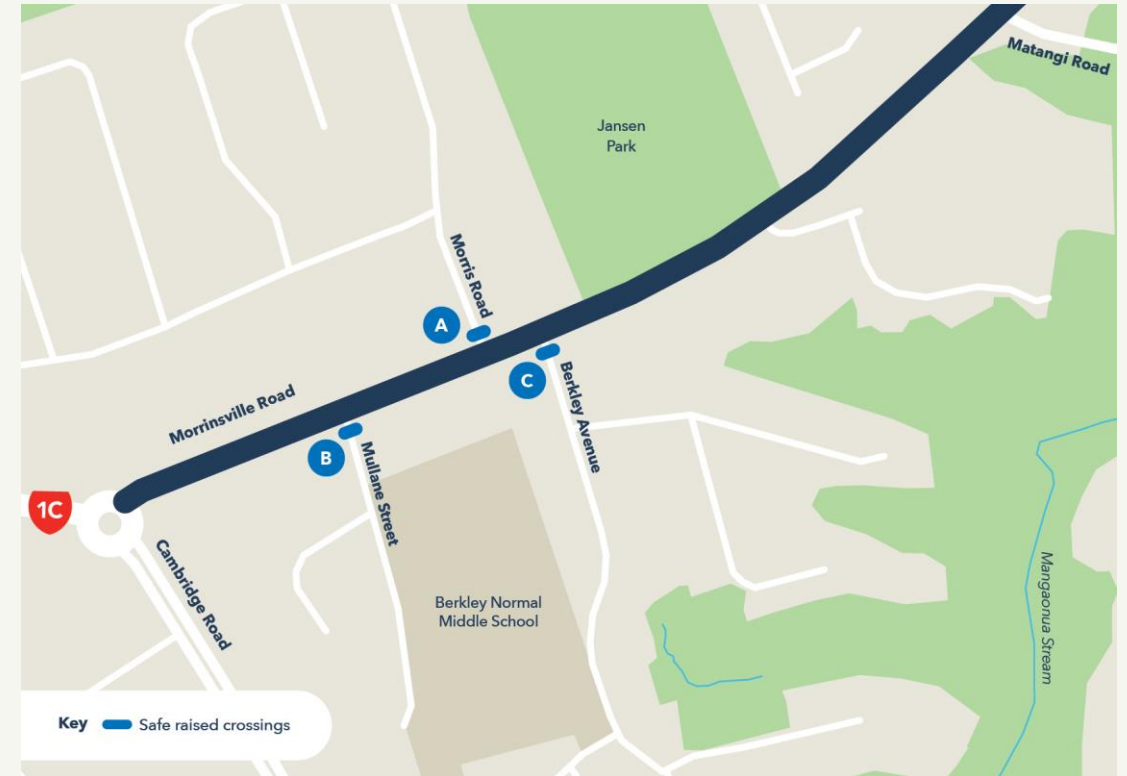 Matangi Road
Jansen
Park
Morris Road
A
C
Berkley Avenue
Morrinsville Road
B
Mullane Street
1C
Cambridge Road
Berkley Normal
Middle School
Mangaonua Stream
Key Safe raised crossings